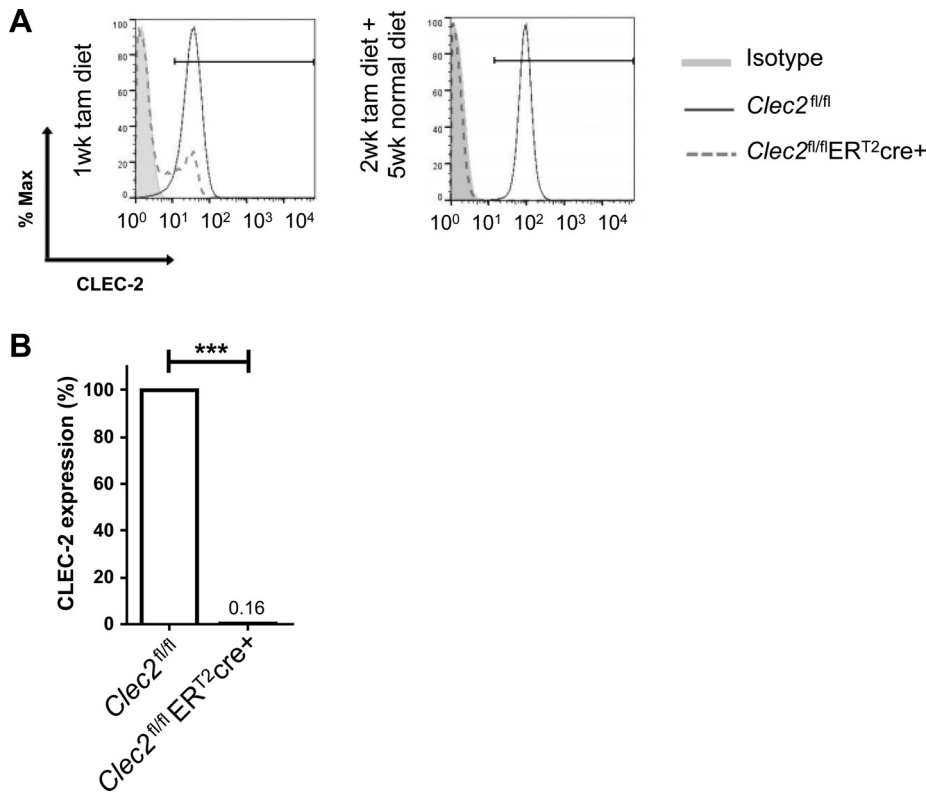 A
1wk tam diet
% Max
CLEC-2
100
80
60
40
20
0
10⁰ 10¹ 10² 10³ 10⁴
2wk tam diet +
5wk normal diet
100
80
60
40
20
0
10⁰ 10¹ 10² 10³ 10⁴
Isotype
Clec2fl/fl
Clec2fl/flERT2cre+
B
***
CLEC-2 expression (%)
100
80
60
40
20
0
0.16
Clec2fl/fl
Clec2fl/fl ERT2cre+